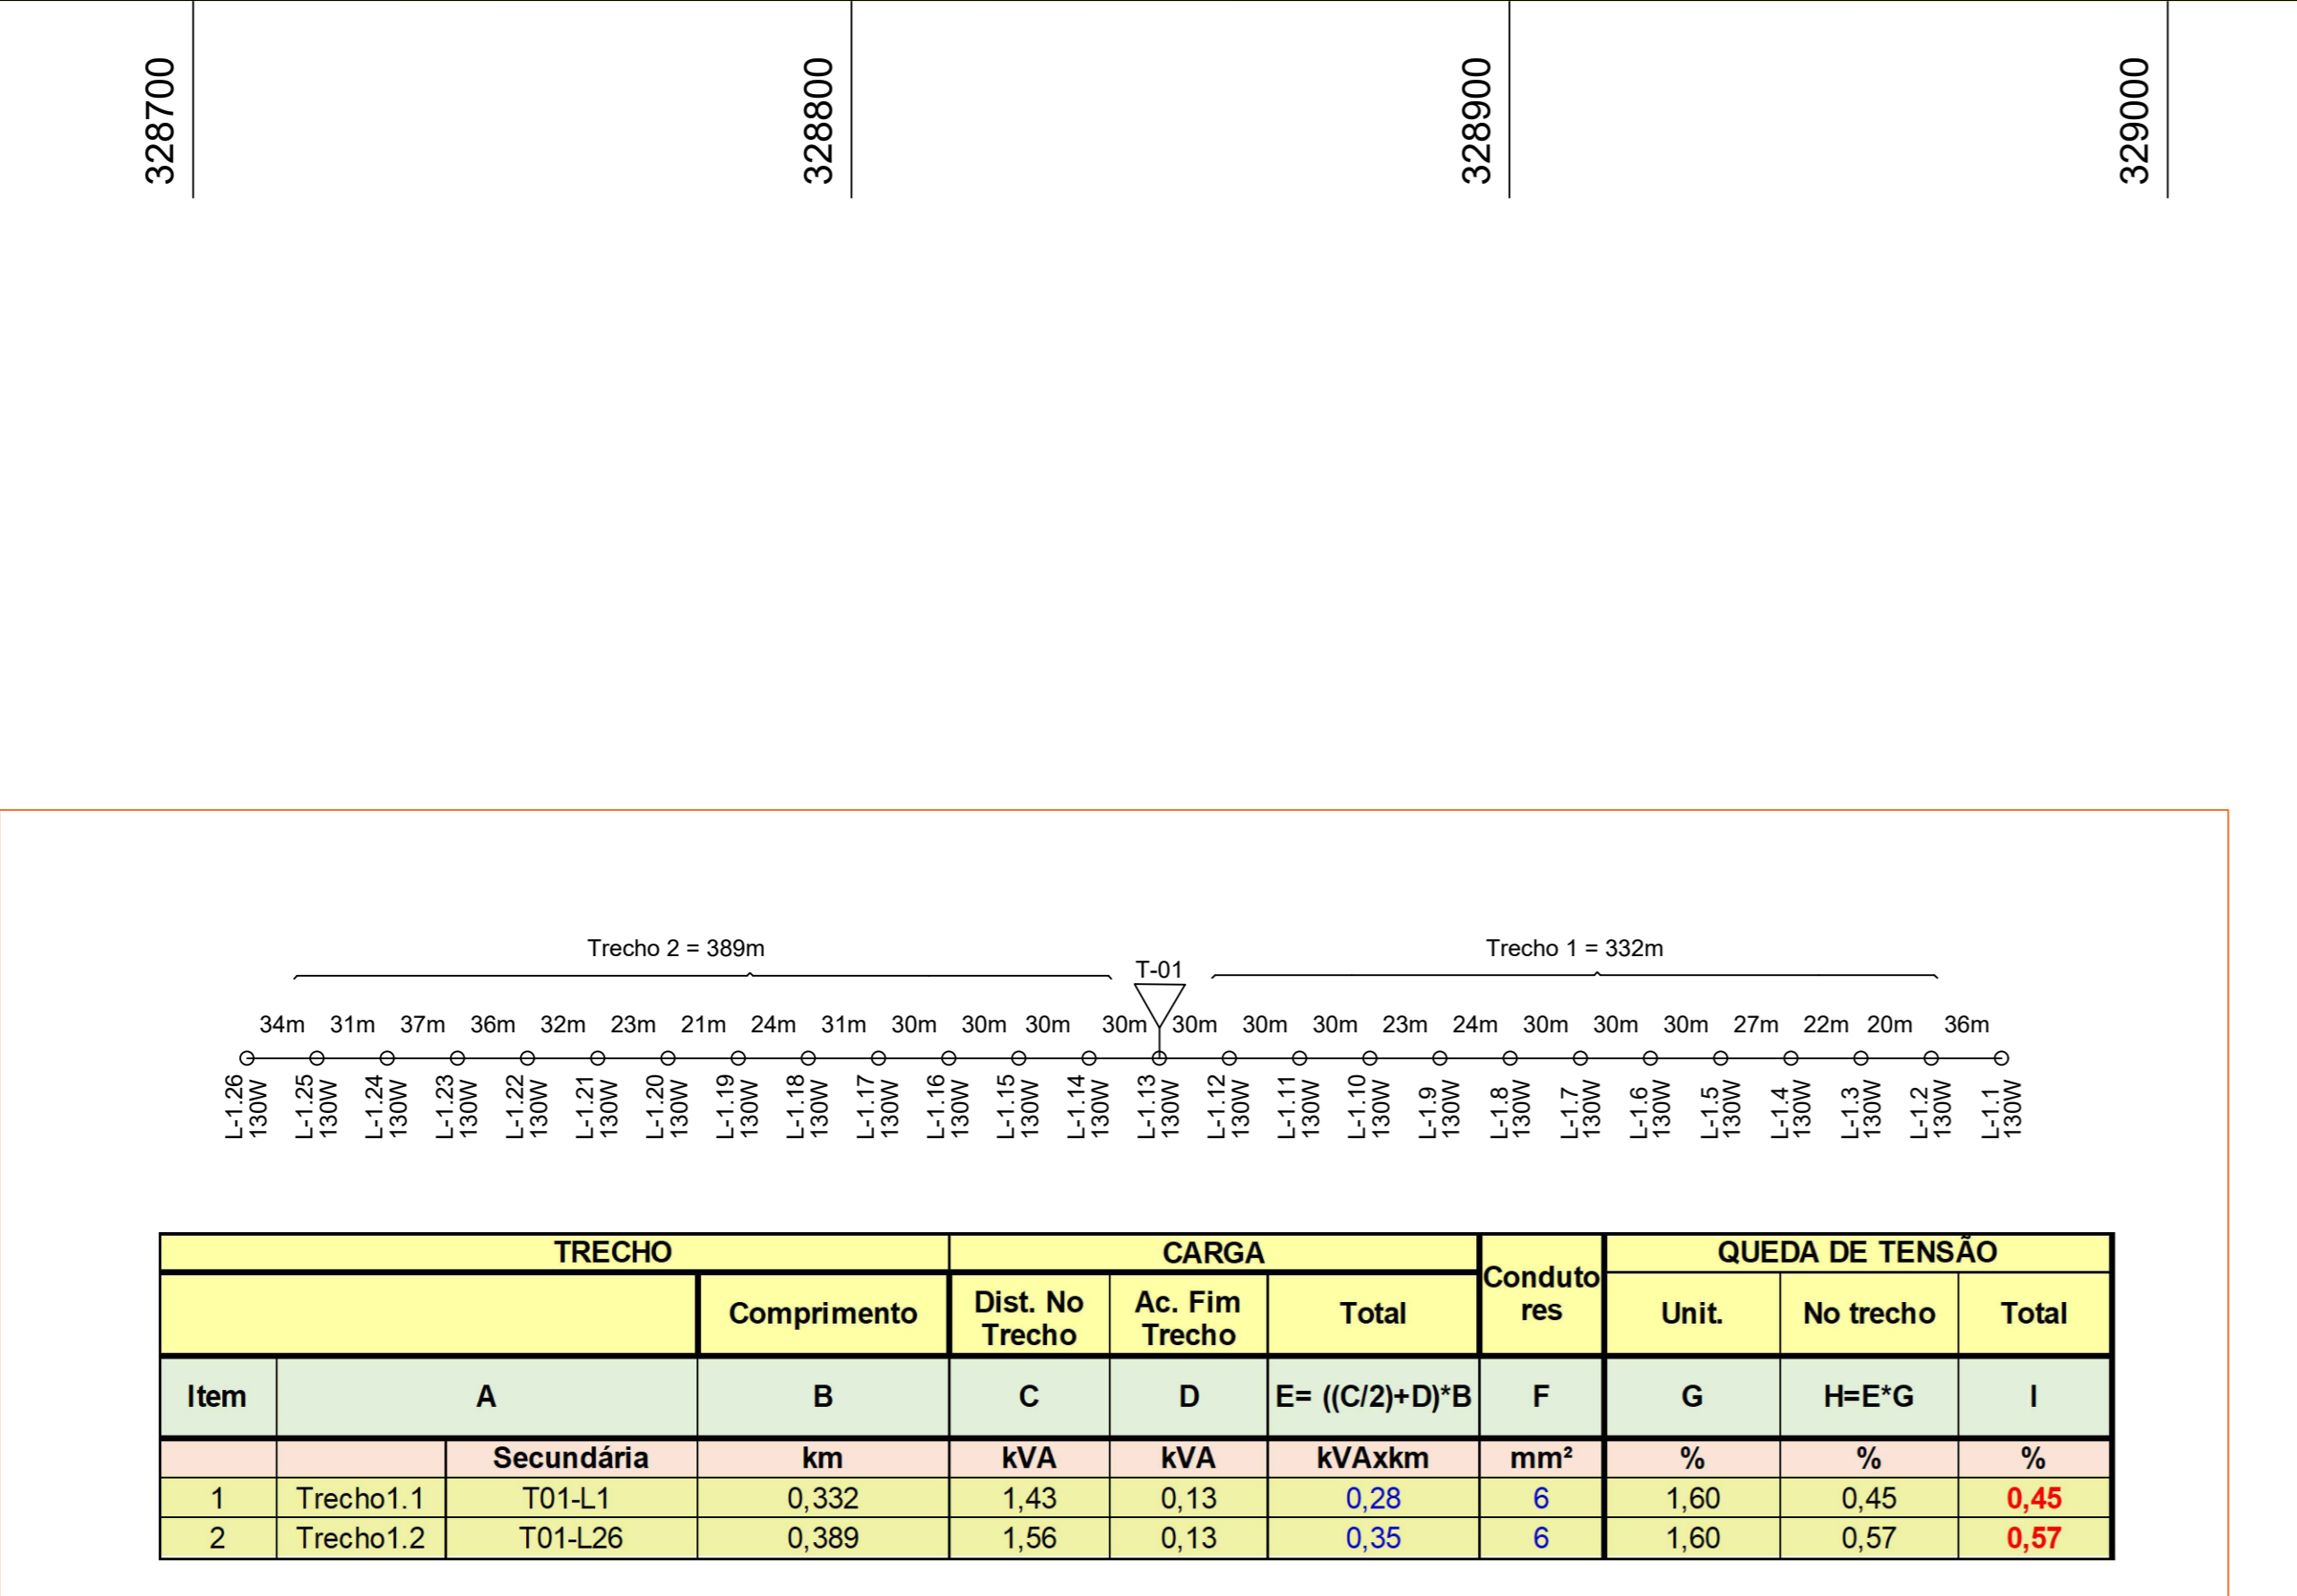 328700
328800
328900
329000
Trecho 2 = 389m
Trecho 1 = 332m
T-01
34m 31m 37m 36m 32m 23m 21m 24m 31m 30m 30m 30m 30m 30m 30m 30m 23m 24m 30m 30m 30m 27m 22m 20m 36m
L-1.26
130W
L-1.25
130W
L-1.24
130W
L-1.23
130W
L-1.22
130W
L-1.21
130W
L-1.20
130W
L-1.19
130W
L-1.18
130W
L-1.17
130W
L-1.16
130W
L-1.15
130W
L-1.14
130W
L-1.13
130W
L-1.12
130W
L-1.11
130W
L-1.10
130W
L-1.9
130W
L-1.8
130W
L-1.7
130W
L-1.6
130W
L-1.5
130W
L-1.4
130W
L-1.3
130W
L-1.2
130W
L-1.1
130W
TRECHO CARGA Conduto
res QUEDA DE TENSÃO
Comprimento Dist. No
Trecho Ac. Fim
Trecho Total Unit. No trecho Total
Item A B C D E= ((C/2)+D)*B F G H=E*G I
Secundária km kVA kVA kVAxkm mm² % % %
1 Trecho1.1 T01-L1 0,332 1,43 0,13 0,28 6 1,60 0,45 0,45
2 Trecho1.2 T01-L26 0,389 1,56 0,13 0,35 6 1,60 0,57 0,57